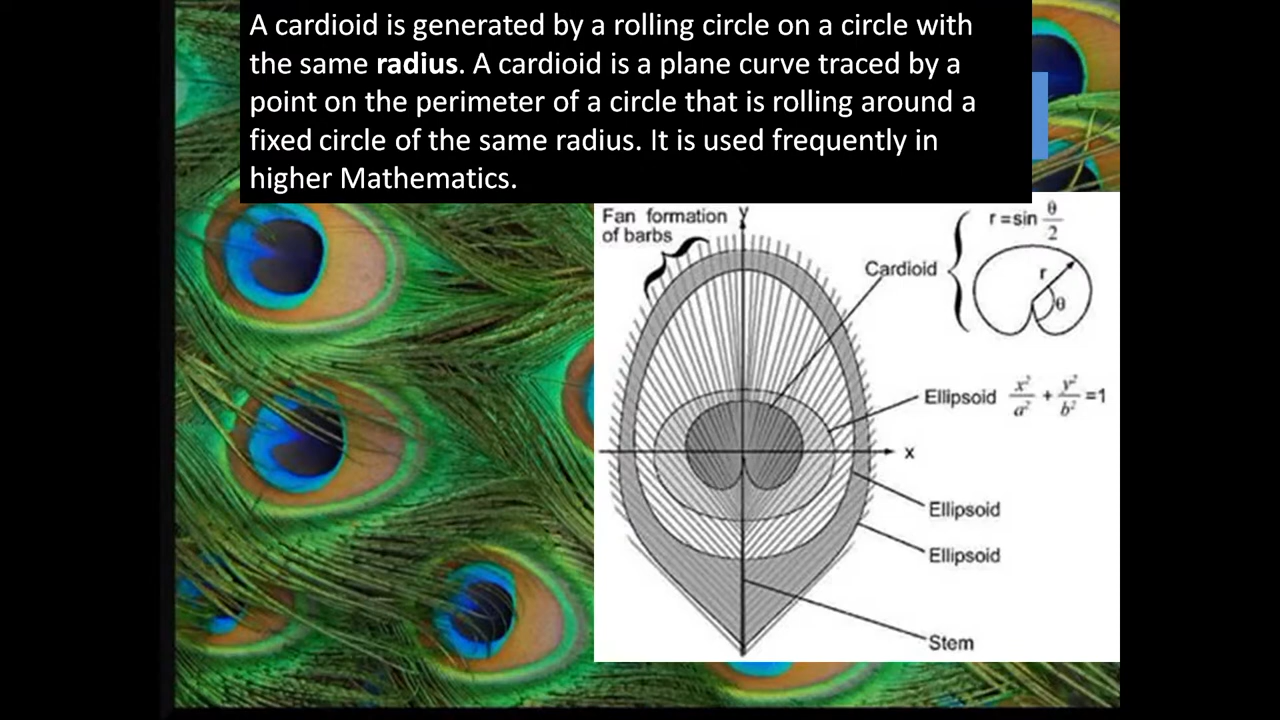 A cardioid is generated by a rolling circle on a circle with
the same radius. A cardioid is a plane curve traced by a
point on the perimeter of a circle that is rolling around a
fixed circle of the same radius. It is used frequently in
higher Mathematics.
Fan formation
of barbs
y
r = sin θ/2
Cardioid
r
θ
Ellipsoid x²/a² + y²/b² = 1
x
Ellipsoid
Ellipsoid
Stem